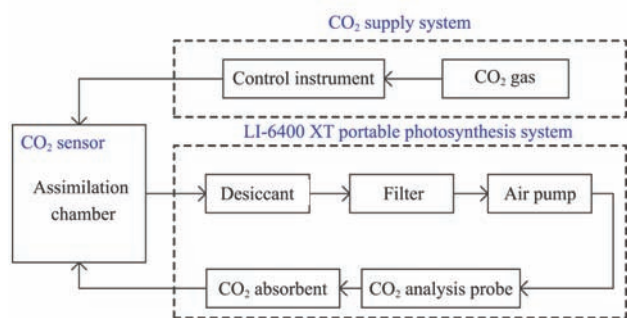 CO₂ supply system
Control instrument
CO₂ gas
LI-6400 XT portable photosynthesis system
CO₂ sensor
Assimilation
chamber
Desiccant
Filter
Air pump
CO₂ absorbent
CO₂ analysis probe